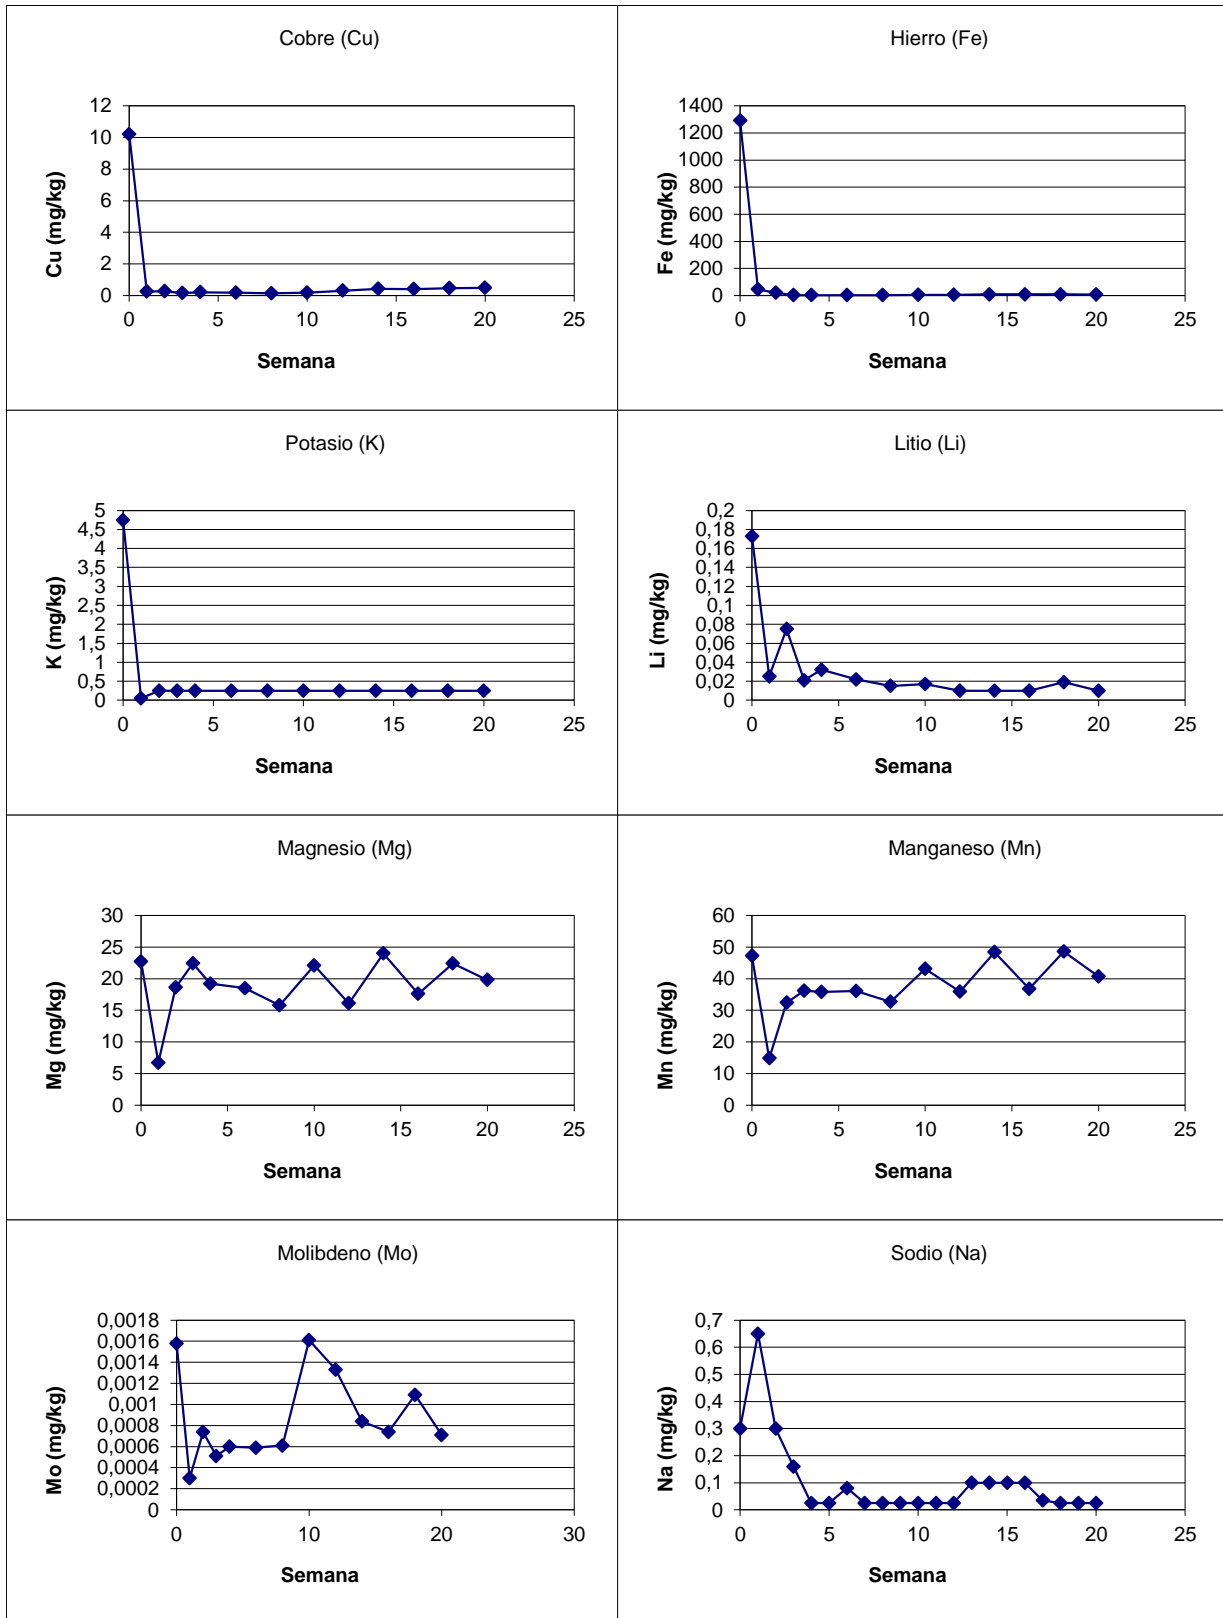 Cobre (Cu)
Cu (mg/kg)
12
10
8
6
4
2
0
0 5 10 15 20 25
Semana
Hierro (Fe)
Fe (mg/kg)
1400
1200
1000
800
600
400
200
0
0 5 10 15 20 25
Semana
Potasio (K)
K (mg/kg)
5
4,5
4
3,5
3
2,5
2
1,5
1
0,5
0
0 5 10 15 20 25
Semana
Litio (Li)
Li (mg/kg)
0,2
0,18
0,16
0,14
0,12
0,1
0,08
0,06
0,04
0,02
0
0 5 10 15 20 25
Semana
Magnesio (Mg)
Mg (mg/kg)
30
25
20
15
10
5
0
0 5 10 15 20 25
Semana
Manganeso (Mn)
Mn (mg/kg)
60
50
40
30
20
10
0
0 5 10 15 20 25
Semana
Molibdeno (Mo)
Mo (mg/kg)
0,0018
0,0016
0,0014
0,0012
0,001
0,0008
0,0006
0,0004
0,0002
0
0 10 20 30
Semana
Sodio (Na)
Na (mg/kg)
0,7
0,6
0,5
0,4
0,3
0,2
0,1
0
0 5 10 15 20 25
Semana